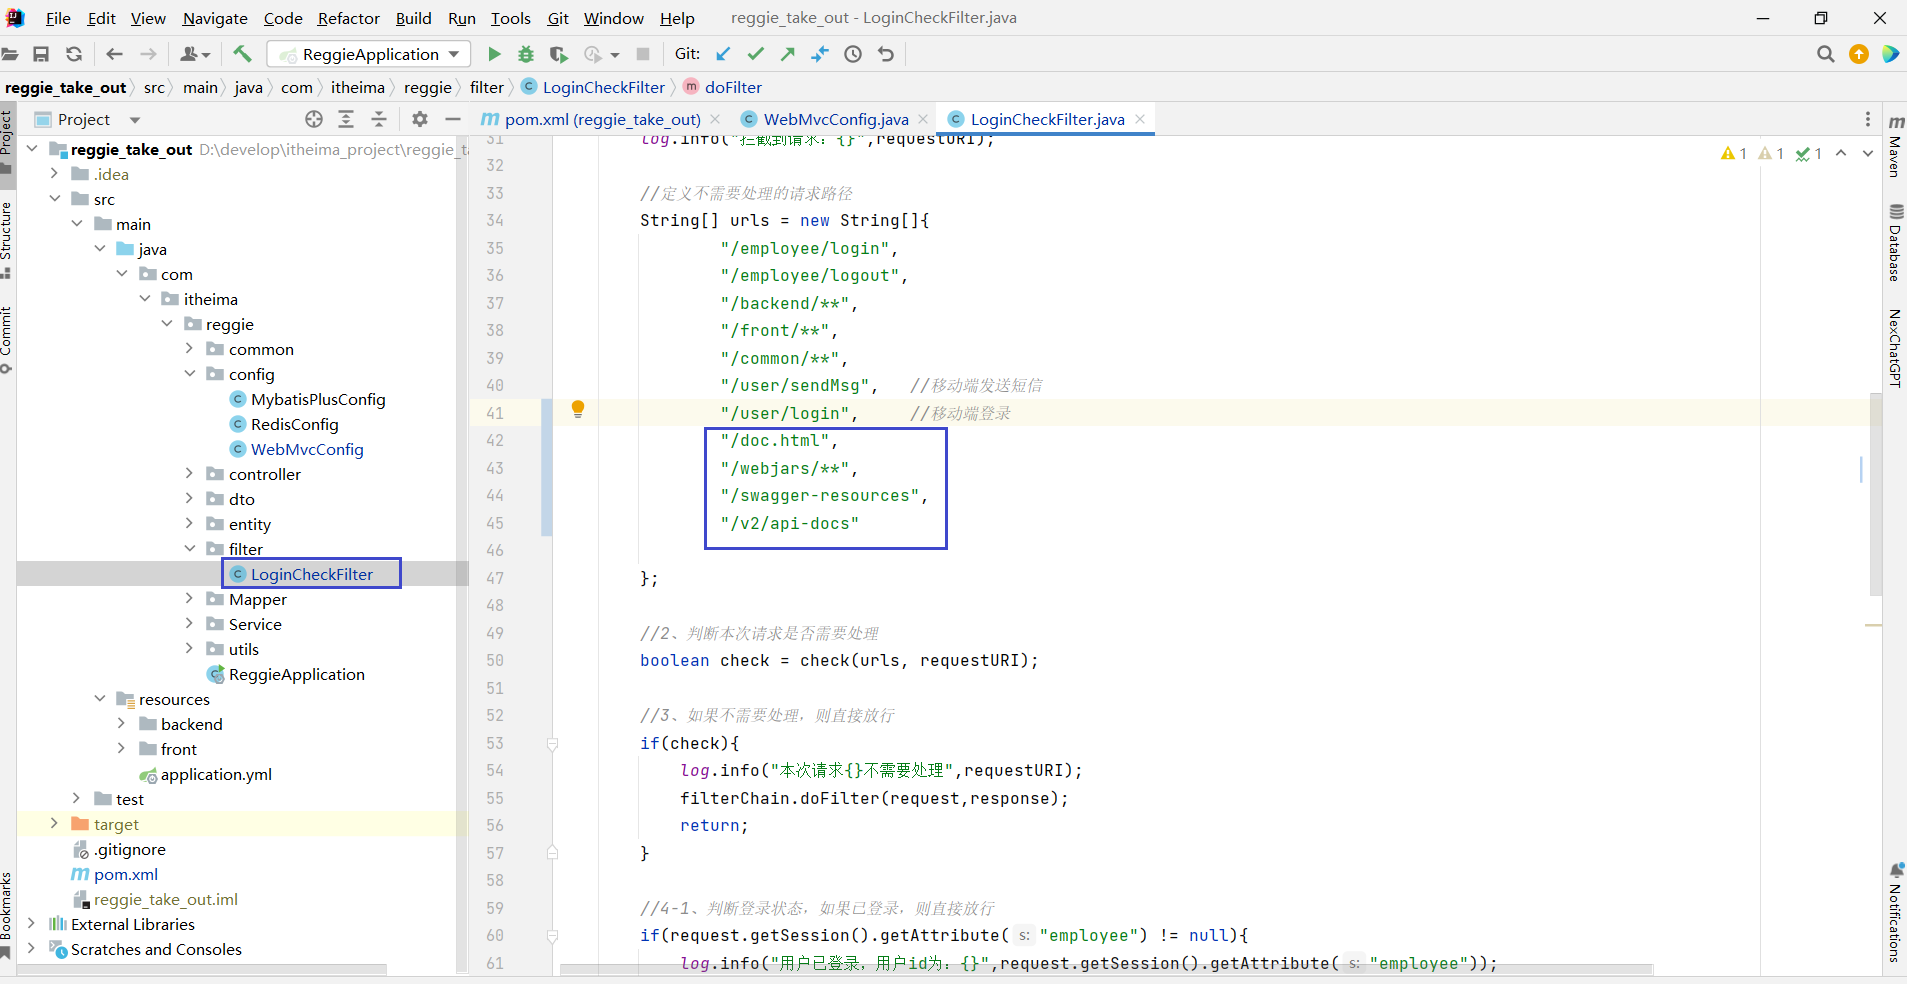 File Edit View Navigate Code Refactor Build Run Tools Git Window Help reggie_take_out - LoginCheckFilter.java
ReggieApplication Git:
reggie_take_out src main java com itheima reggie filter LoginCheckFilter doFilter
Project
pom.xml (reggie_take_out) WebMvcConfig.java LoginCheckFilter.java
Project
Structure
Commit
Bookmarks
reggie_take_out D:\develop\itheima_project\reggie_ta
.idea
src
main
java
com
itheima
reggie
common
config
MybatisPlusConfig
RedisConfig
WebMvcConfig
controller
dto
entity
filter
LoginCheckFilter
Mapper
Service
utils
ReggieApplication
resources
backend
front
application.yml
test
target
.gitignore
pom.xml
reggie_take_out.iml
External Libraries
Scratches and Consoles
1 1 1
31 log.info("拦截到请求：{}",requestURI);
32
33 //定义不需要处理的请求路径
34 String[] urls = new String[]{
35 "/employee/login",
36 "/employee/logout",
37 "/backend/**",
38 "/front/**",
39 "/common/**",
40 "/user/sendMsg", //移动端发送短信
41 "/user/login", //移动端登录
42 "/doc.html",
43 "/webjars/**",
44 "/swagger-resources",
45 "/v2/api-docs"
46
47 };
48
49 //2、判断本次请求是否需要处理
50 boolean check = check(urls, requestURI);
51
52 //3、如果不需要处理，则直接放行
53 if(check){
54 log.info("本次请求{}不需要处理",requestURI);
55 filterChain.doFilter(request,response);
56 return;
57 }
58
59 //4-1、判断登录状态，如果已登录，则直接放行
60 if(request.getSession().getAttribute( s: "employee") != null){
61 log.info("用户已登录，用户id为：{}",request.getSession().getAttribute( s: "employee"));
Maven
Database
NexChatGPT
Notifications